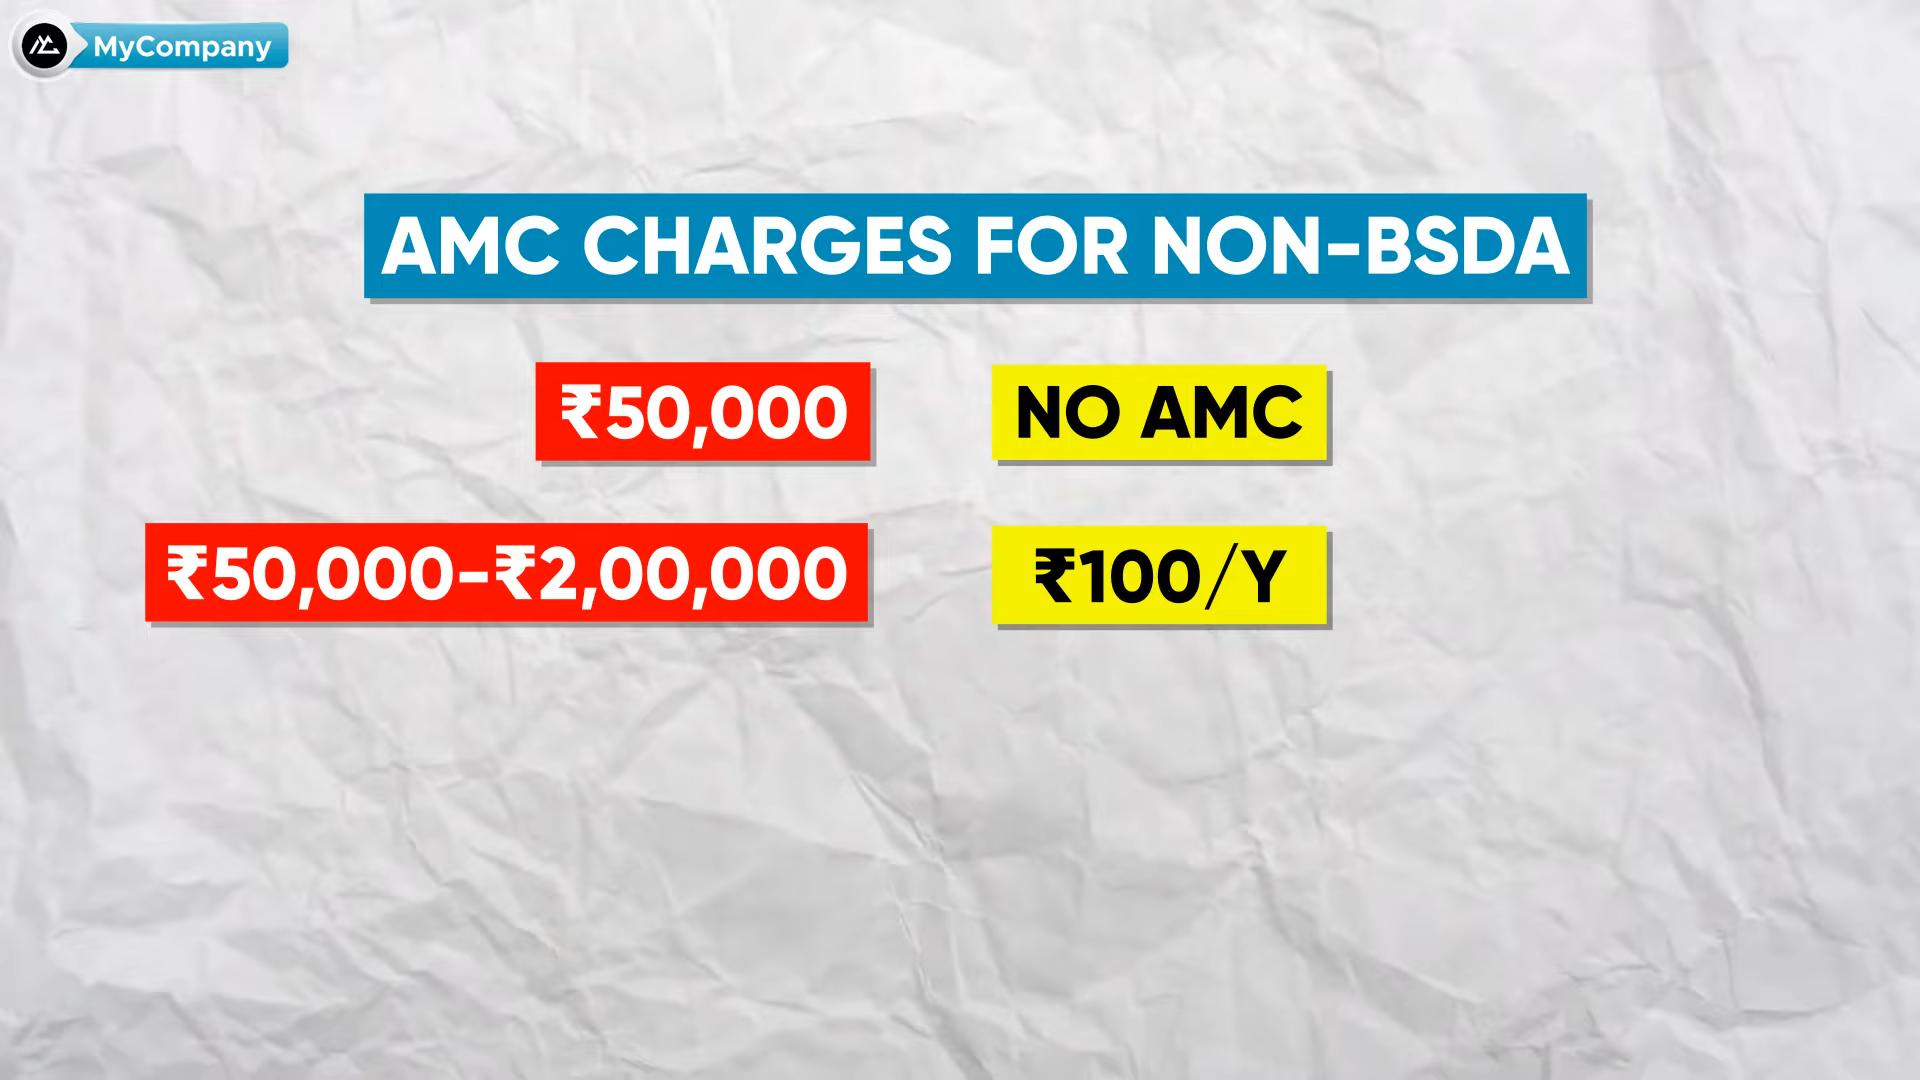 MyCompany
AMC CHARGES FOR NON-BSDA
₹50,000 NO AMC
₹50,000-₹2,00,000 ₹100/Y